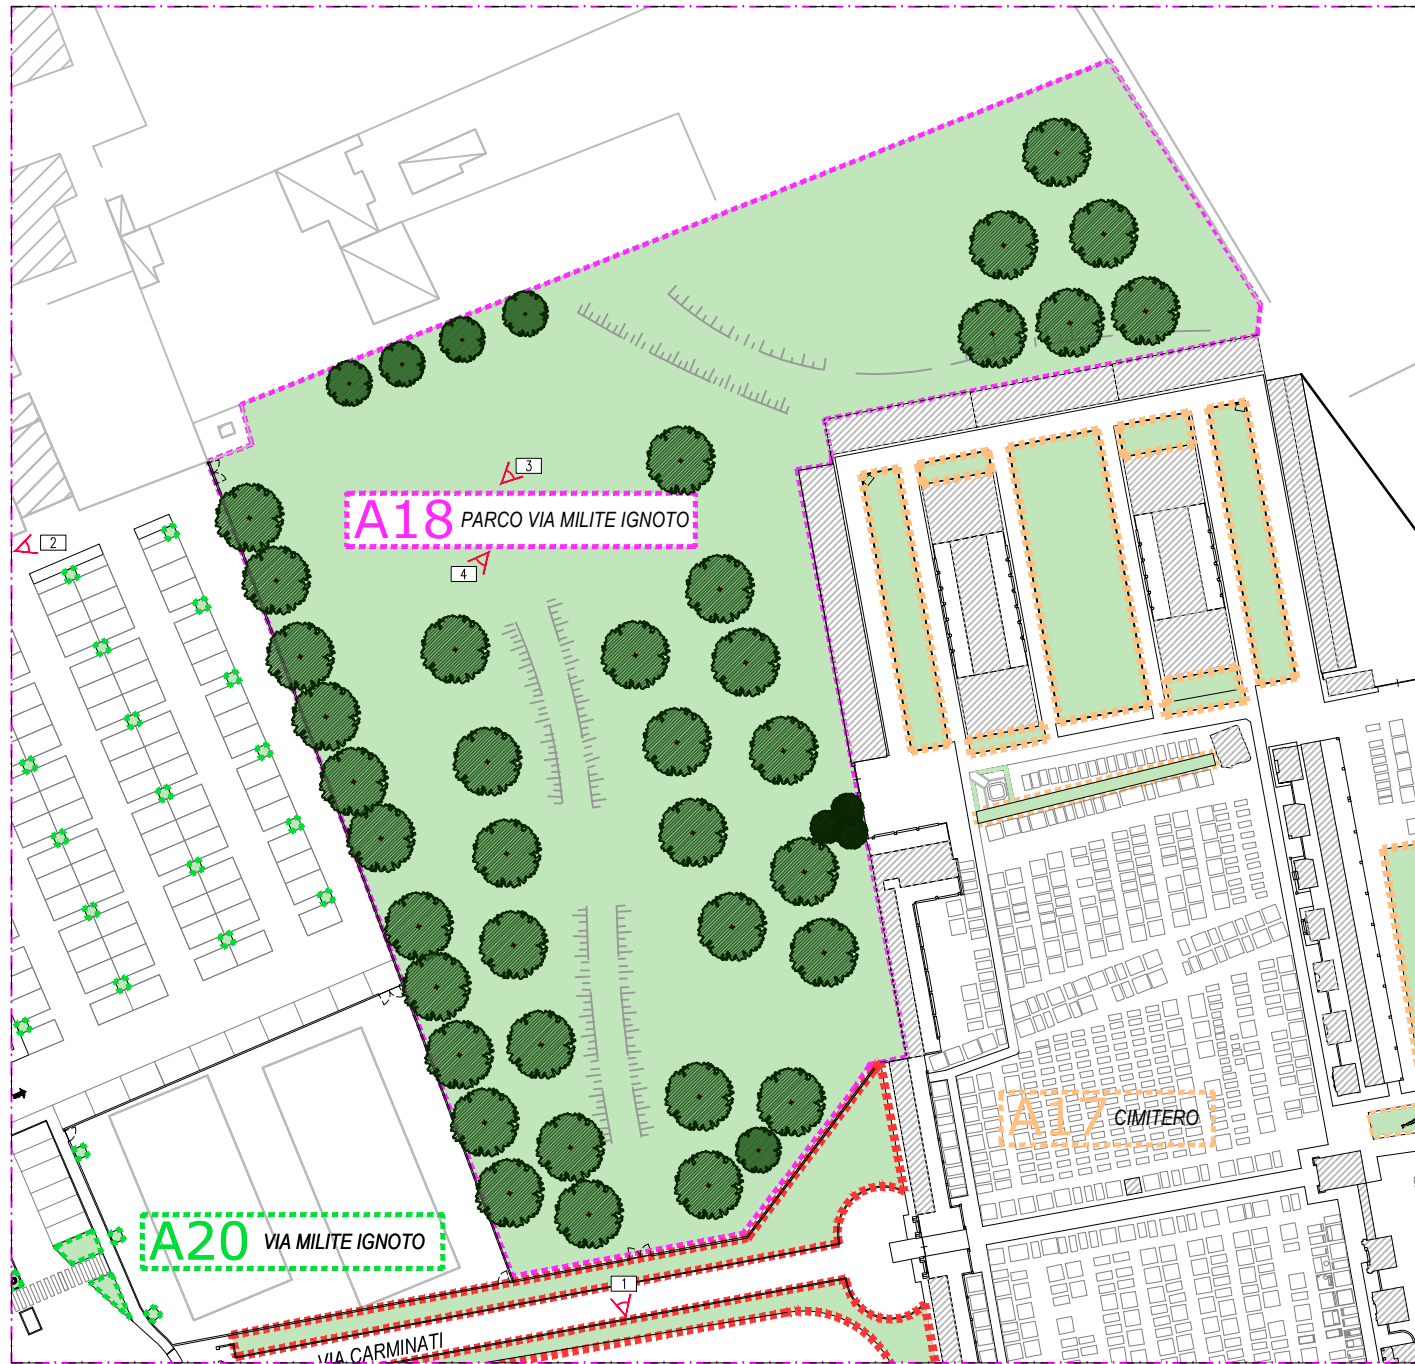 3
A18 PARCO VIA MILITE IGNOTO
2
4
A17 CIMITERO
A20 VIA MILITE IGNOTO
1
VIA CARMINATI